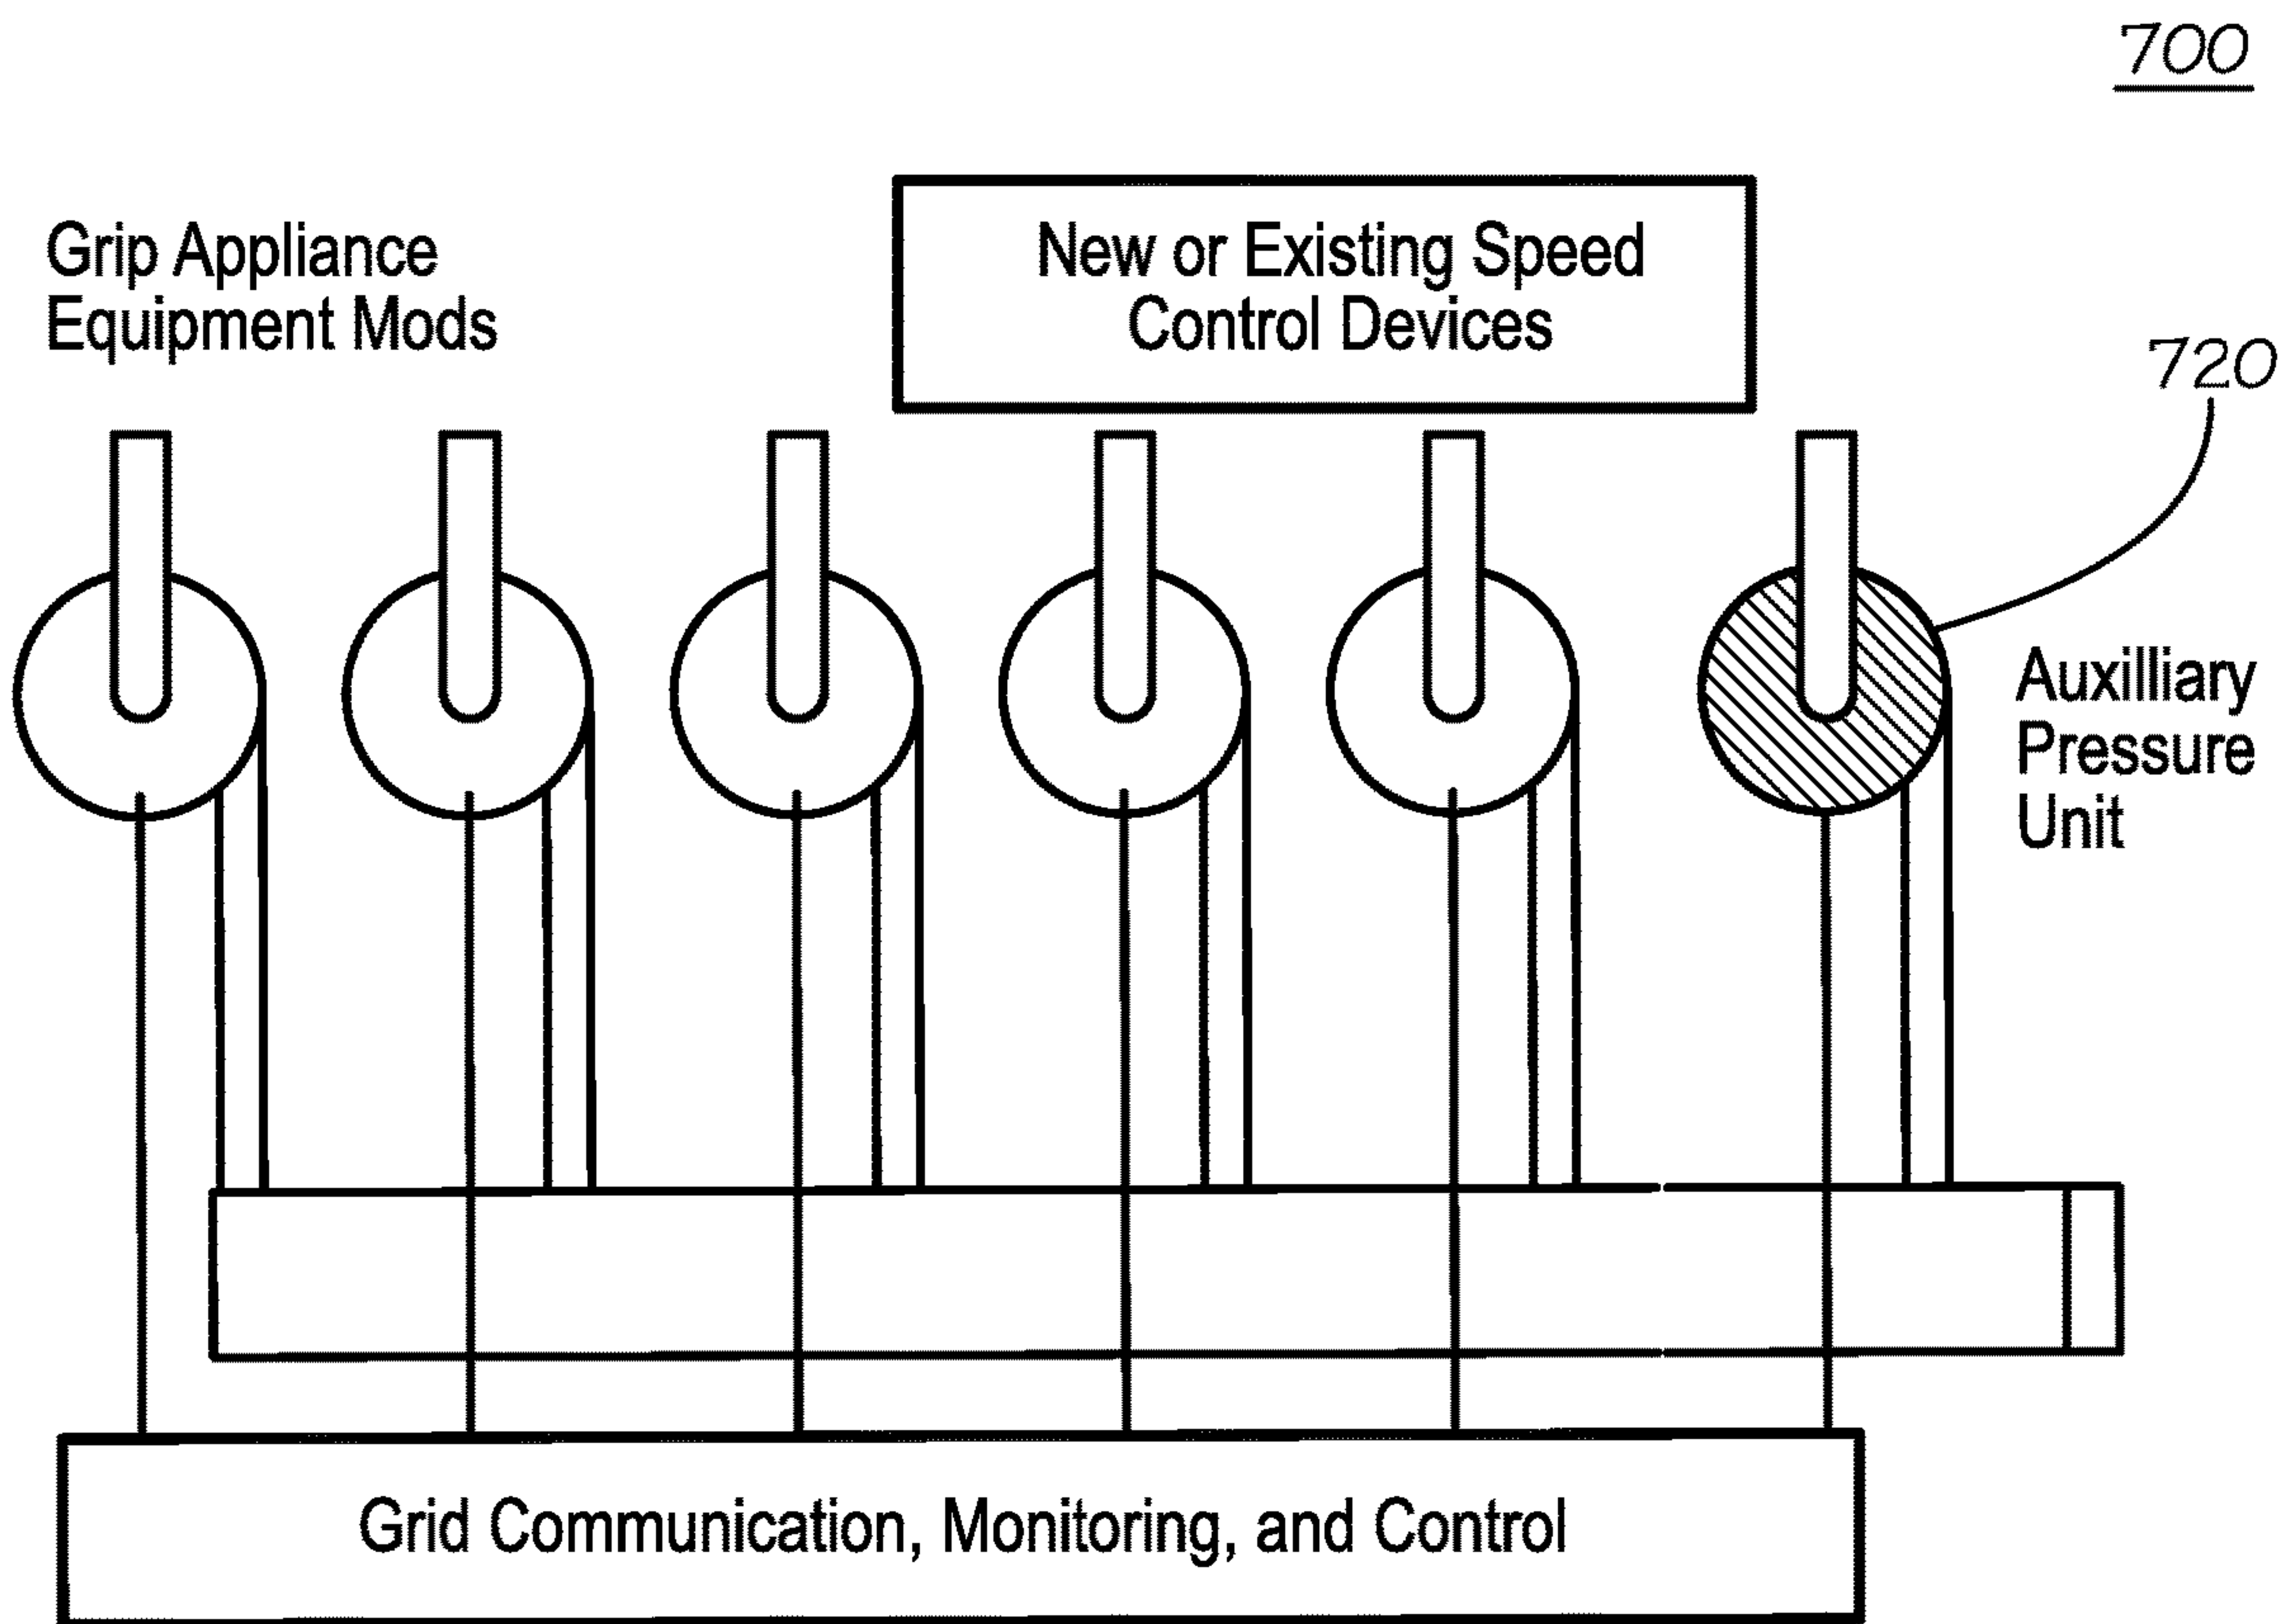 700
Grip Appliance
Equipment Mods
New or Existing Speed
Control Devices
720
Auxilliary
Pressure
Unit
Grid Communication, Monitoring, and Control